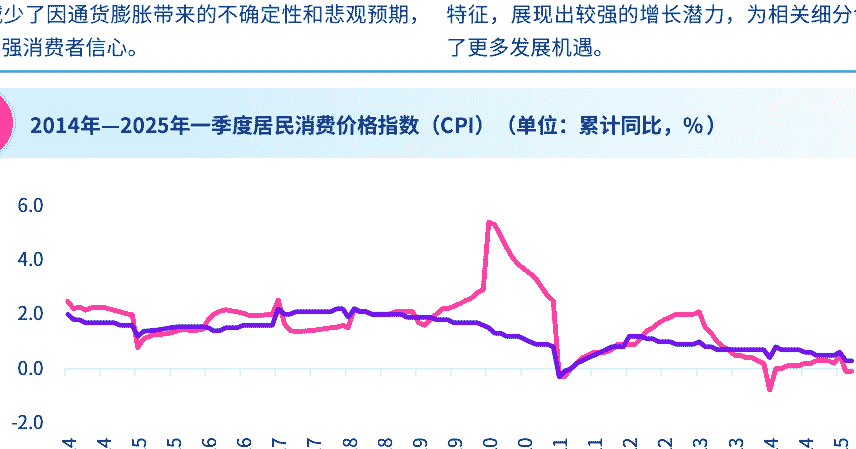 少了因通货膨胀带来的不确定性和悲观预期，
强消费者信心。
特征，展现出较强的增长潜力，为相关细分
了更多发展机遇。
2014年—2025年一季度居民消费价格指数（CPI）（单位：累计同比，%）
6.0
4.0
2.0
0.0
-2.0